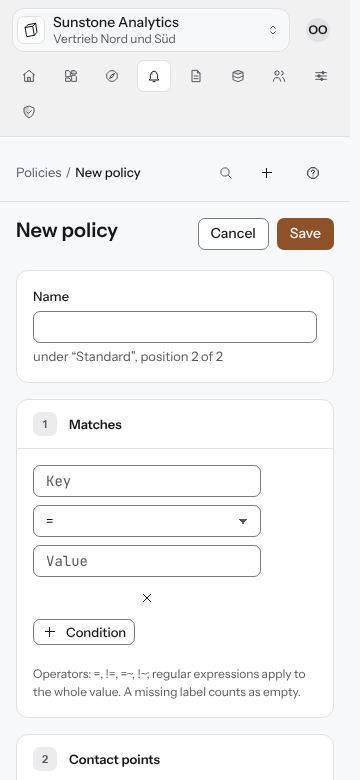 Sunstone Analytics
Vertrieb Nord und Süd
OO
Policies / New policy
New policy
Cancel
Save
Name
under “Standard”, position 2 of 2
1 Matches
Key
=
Value
Condition
Operators: =, !=, =~, !~; regular expressions apply to
the whole value. A missing label counts as empty.
2 Contact points